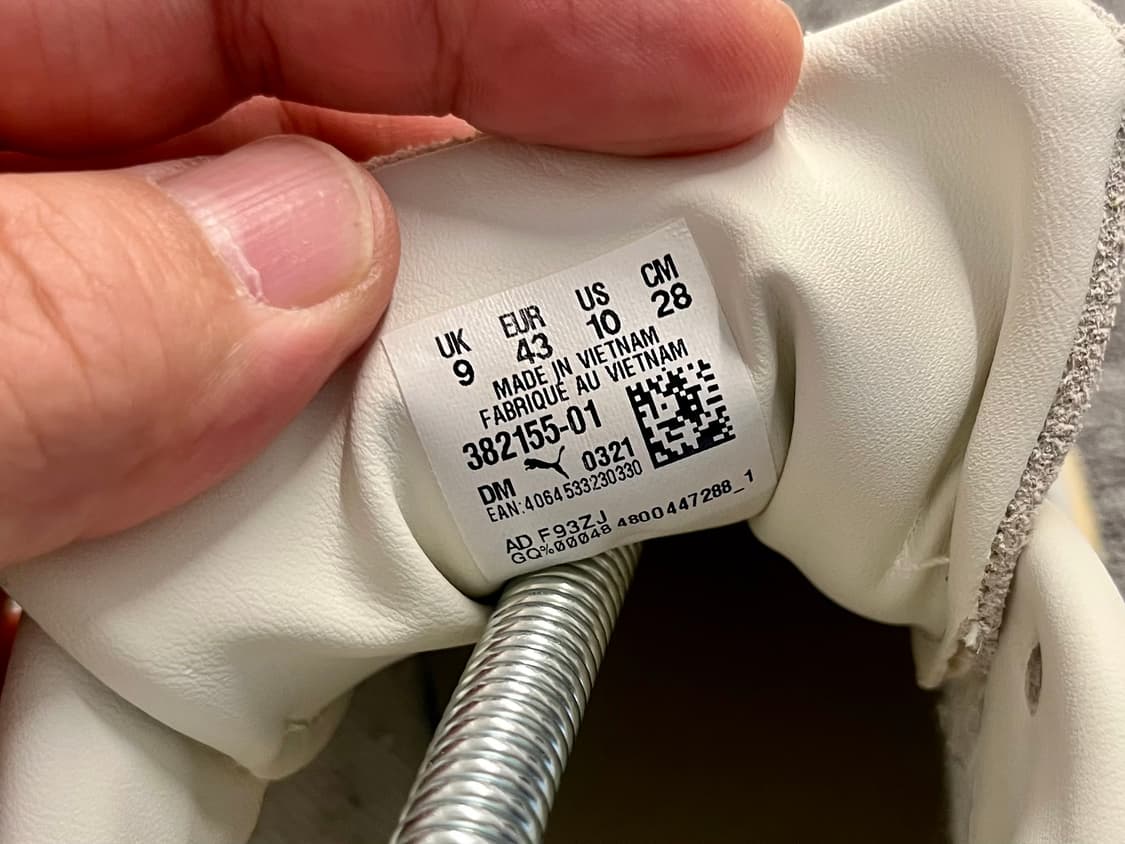 UK EUR US CM
9 43 10 28
MADE IN VIETNAM
FABRIQUE AU VIETNAM
382155-01
DM 0321
EAN:4064533230330
AD F93ZJ
GQ%00048 4800447288_1